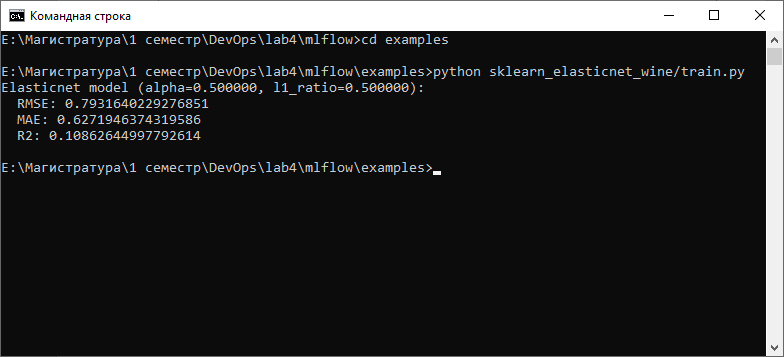 Командная строка
E:\Магистратура\1 семестр\DevOps\lab4\mlflow>cd examples
E:\Магистратура\1 семестр\DevOps\lab4\mlflow\examples>python sklearn_elasticnet_wine/train.py
Elasticnet model (alpha=0.500000, l1_ratio=0.500000):
  RMSE: 0.7931640229276851
  MAE: 0.6271946374319586
  R2: 0.10862644997792614
E:\Магистратура\1 семестр\DevOps\lab4\mlflow\examples>